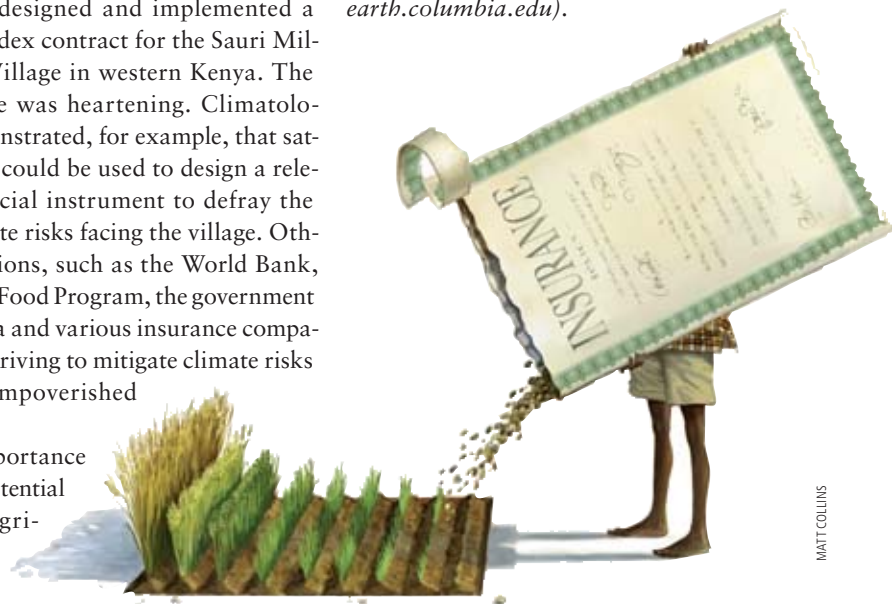 designed and implemented a
dex contract for the Sauri Mil-
Village in western Kenya. The
e was heartening. Climatolo-
nstrated, for example, that sat-
could be used to design a rele-
cial instrument to defray the
te risks facing the village. Oth-
ions, such as the World Bank,
Food Program, the government
a and various insurance compa-
riving to mitigate climate risks
mpoverished
portance
tential
gri-
earth.columbia.edu).
INSURANCE
MATT COLLINS